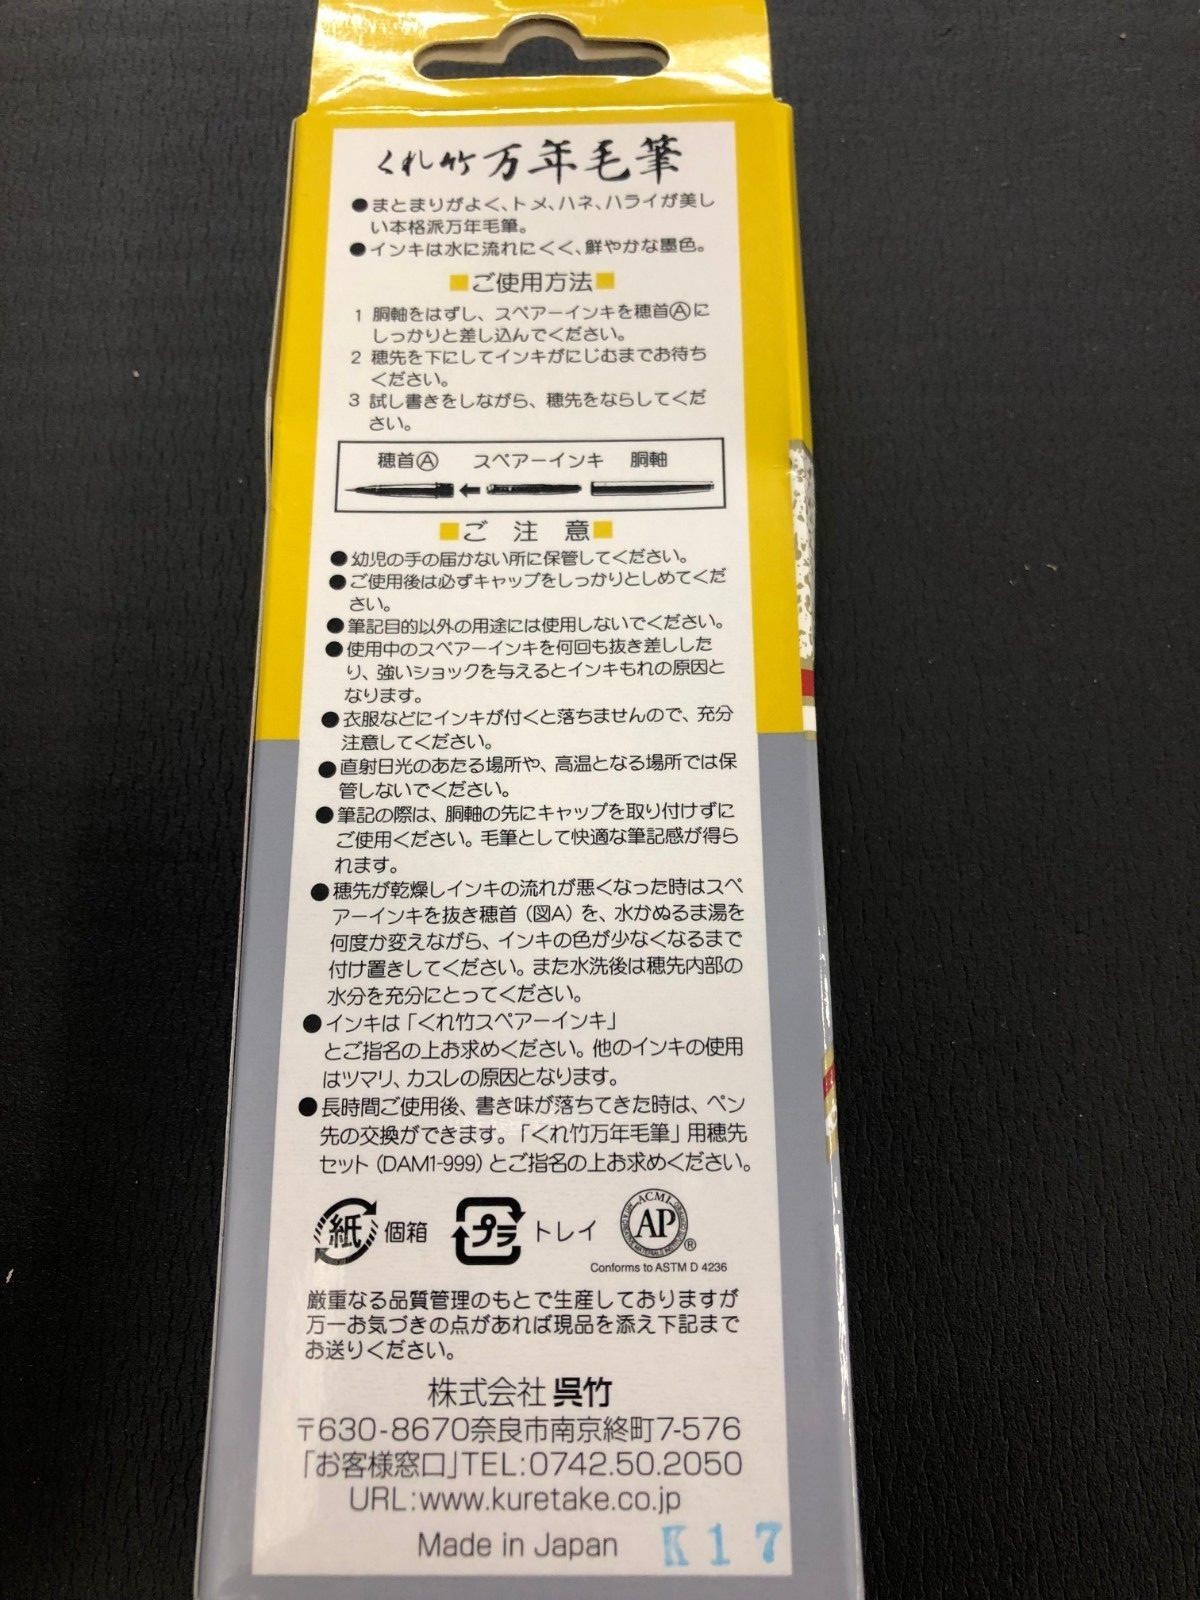 くれ竹万年毛筆
●まとまりがよく、トメ、ハネ、ハライが美し
い本格派万年毛筆。
●インキは水に流れにくく、鮮やかな墨色。
■ご使用方法■
1 胴軸をはずし、スペアーインキを穂首Ⓐに
しっかりと差し込んでください。
2 穂先を下にしてインキがにじむまでお待ち
ください。
3 試し書きをしながら、穂先をならしてくだ
さい。
穂首Ⓐ スペアーインキ 胴軸
■ご注意■
●幼児の手の届かない所に保管してください。
●ご使用後は必ずキャップをしっかりとしめてくだ
さい。
●筆記目的以外の用途には使用しないでください。
●使用中のスペアーインキを何回も抜き差しした
り、強いショックを与えるとインキもれの原因と
なります。
●衣服などにインキが付くと落ちませんので、充分
注意してください。
●直射日光のあたる場所や、高温となる場所では保
管しないでください。
●筆記の際は、胴軸の先にキャップを取り付けずに
ご使用ください。毛筆として快適な筆記感が得ら
れます。
●穂先が乾燥しインキの流れが悪くなった時はスペ
アーインキを抜き穂首（図A）を、水かぬるま湯を
何度か変えながら、インキの色が少なくなるまで
付け置きしてください。また水洗後は穂先内部の
水分を充分にとってください。
●インキは「くれ竹スペアーインキ」
とご指名の上お求めください。他のインキの使用
はツマリ、カスレの原因となります。
●長時間ご使用後、書き味が落ちてきた時は、ペン
先の交換ができます。「くれ竹万年毛筆」用穂先
セット（DAM1-999）とご指名の上お求めください。
紙 個箱 プラ トレイ ACMI AP ®
Conforms to ASTM D 4236
厳重なる品質管理のもとで生産しておりますが
万一お気づきの点があれば現品を添え下記まで
お送りください。
株式会社 呉竹
〒630-8670奈良市南京終町7-576
「お客様窓口」TEL:0742.50.2050
URL:www.kuretake.co.jp
Made in Japan K17